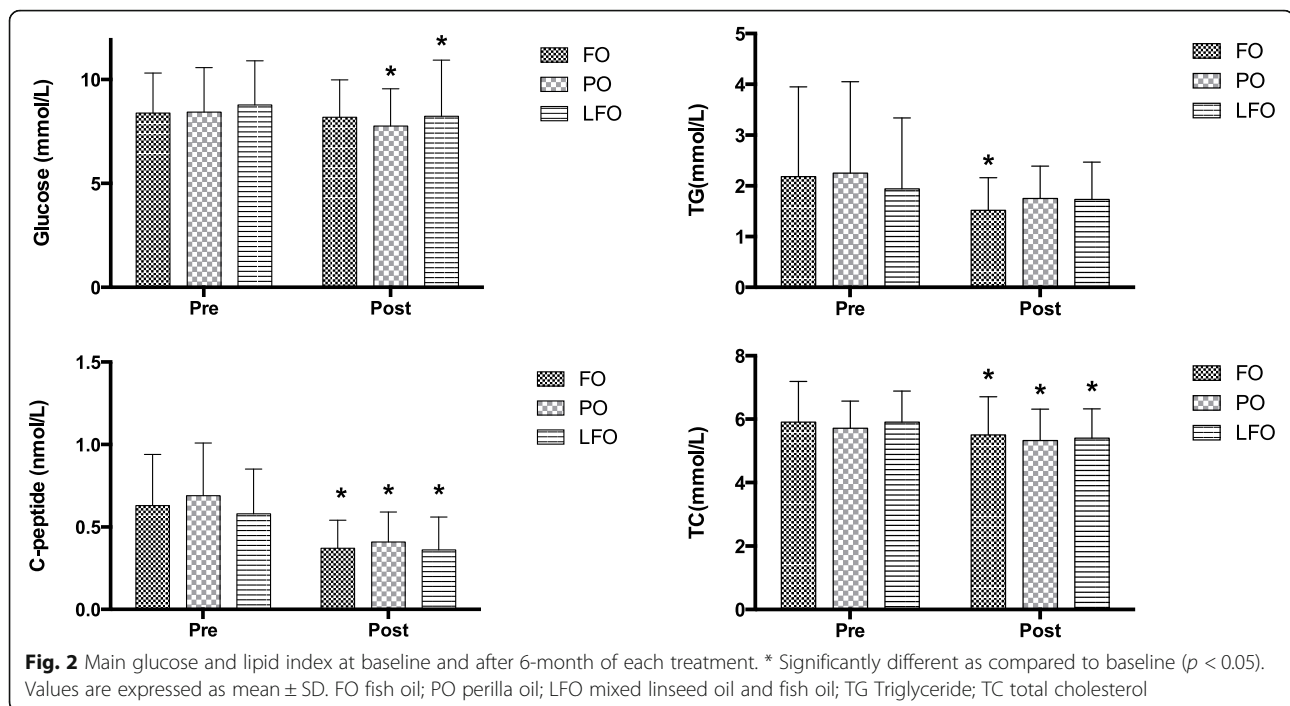 Glucose (mmol/L)
10
5
0
Pre
Post
*
*
FO
PO
LFO
TG(mmol/L)
5
4
3
2
1
0
Pre
Post
*
FO
PO
LFO
C-peptide (nmol/L)
1.5
1.0
0.5
0.0
Pre
Post
*
*
*
FO
PO
LFO
TC(mmol/L)
8
6
4
2
0
Pre
Post
*
*
*
FO
PO
LFO
Fig. 2 Main glucose and lipid index at baseline and after 6-month of each treatment. * Significantly different as compared to baseline (p < 0.05).
Values are expressed as mean ± SD. FO fish oil; PO perilla oil; LFO mixed linseed oil and fish oil; TG Triglyceride; TC total cholesterol